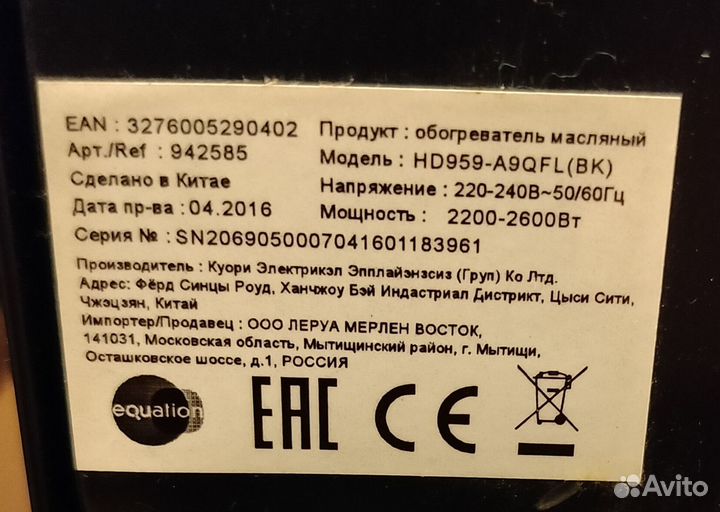 EAN : 3276005290402
Арт./Ref : 942585
Сделано в Китае
Дата пр-ва : 04.2016
Продукт : обогреватель масляный
Модель : HD959-A9QFL(BK)
Напряжение : 220-240В~50/60Гц
Мощность : 2200-2600Вт
Серия № : SN2069050007041601183961
Производитель : Куори Электрикэл Эпплайэнсиз (Груп) Ко Лтд.
Адрес: Фёрд Синцы Роуд, Ханчжоу Бэй Индастриал Дистрикт, Цыси Сити,
Чжэцзян, Китай
Импортер/Продавец : ООО ЛЕРУА МЕРЛЕН ВОСТОК,
141031, Московская область, Мытищинский район, г. Мытищи,
Осташковское шоссе, д.1, РОССИЯ
equation
EAC CE
Avito